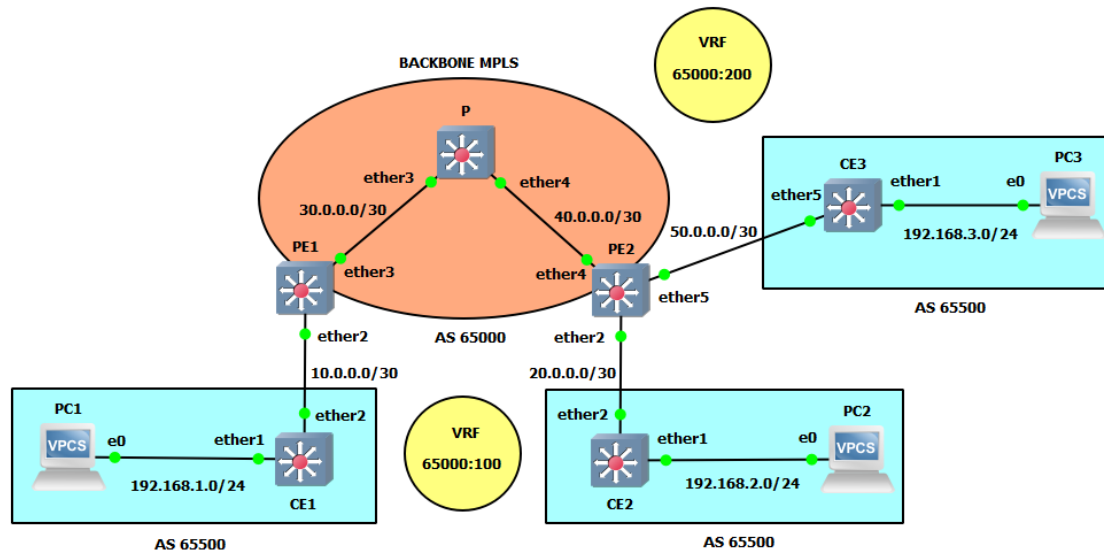 VRF
65000:200
BACKBONE MPLS
P
ether3
ether4
30.0.0.0/30
40.0.0.0/30
PE1
ether3
PE2
ether4
ether5
ether2
ether2
AS 65000
50.0.0.0/30
CE3
ether5
ether1
e0
PC3
VPCS
192.168.3.0/24
AS 65500
10.0.0.0/30
20.0.0.0/30
VRF
65000:100
PC1
VPCS
e0
ether1
ether2
192.168.1.0/24
CE1
AS 65500
ether2
ether1
e0
PC2
VPCS
192.168.2.0/24
CE2
AS 65500